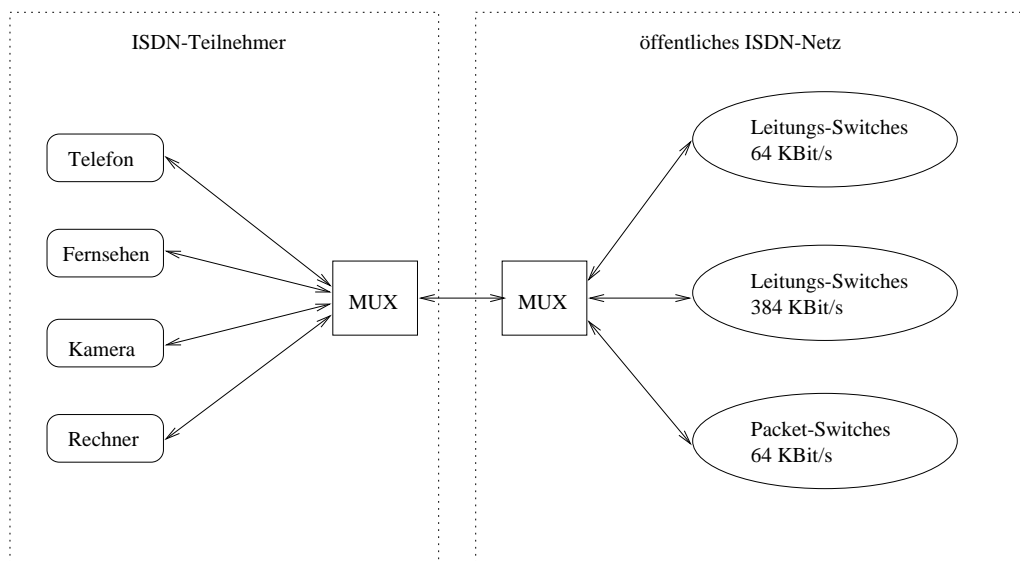 ISDN-Teilnehmer
öffentliches ISDN-Netz
Telefon
Fernsehen
Kamera
Rechner
MUX
MUX
Leitungs-Switches
64 KBit/s
Leitungs-Switches
384 KBit/s
Packet-Switches
64 KBit/s